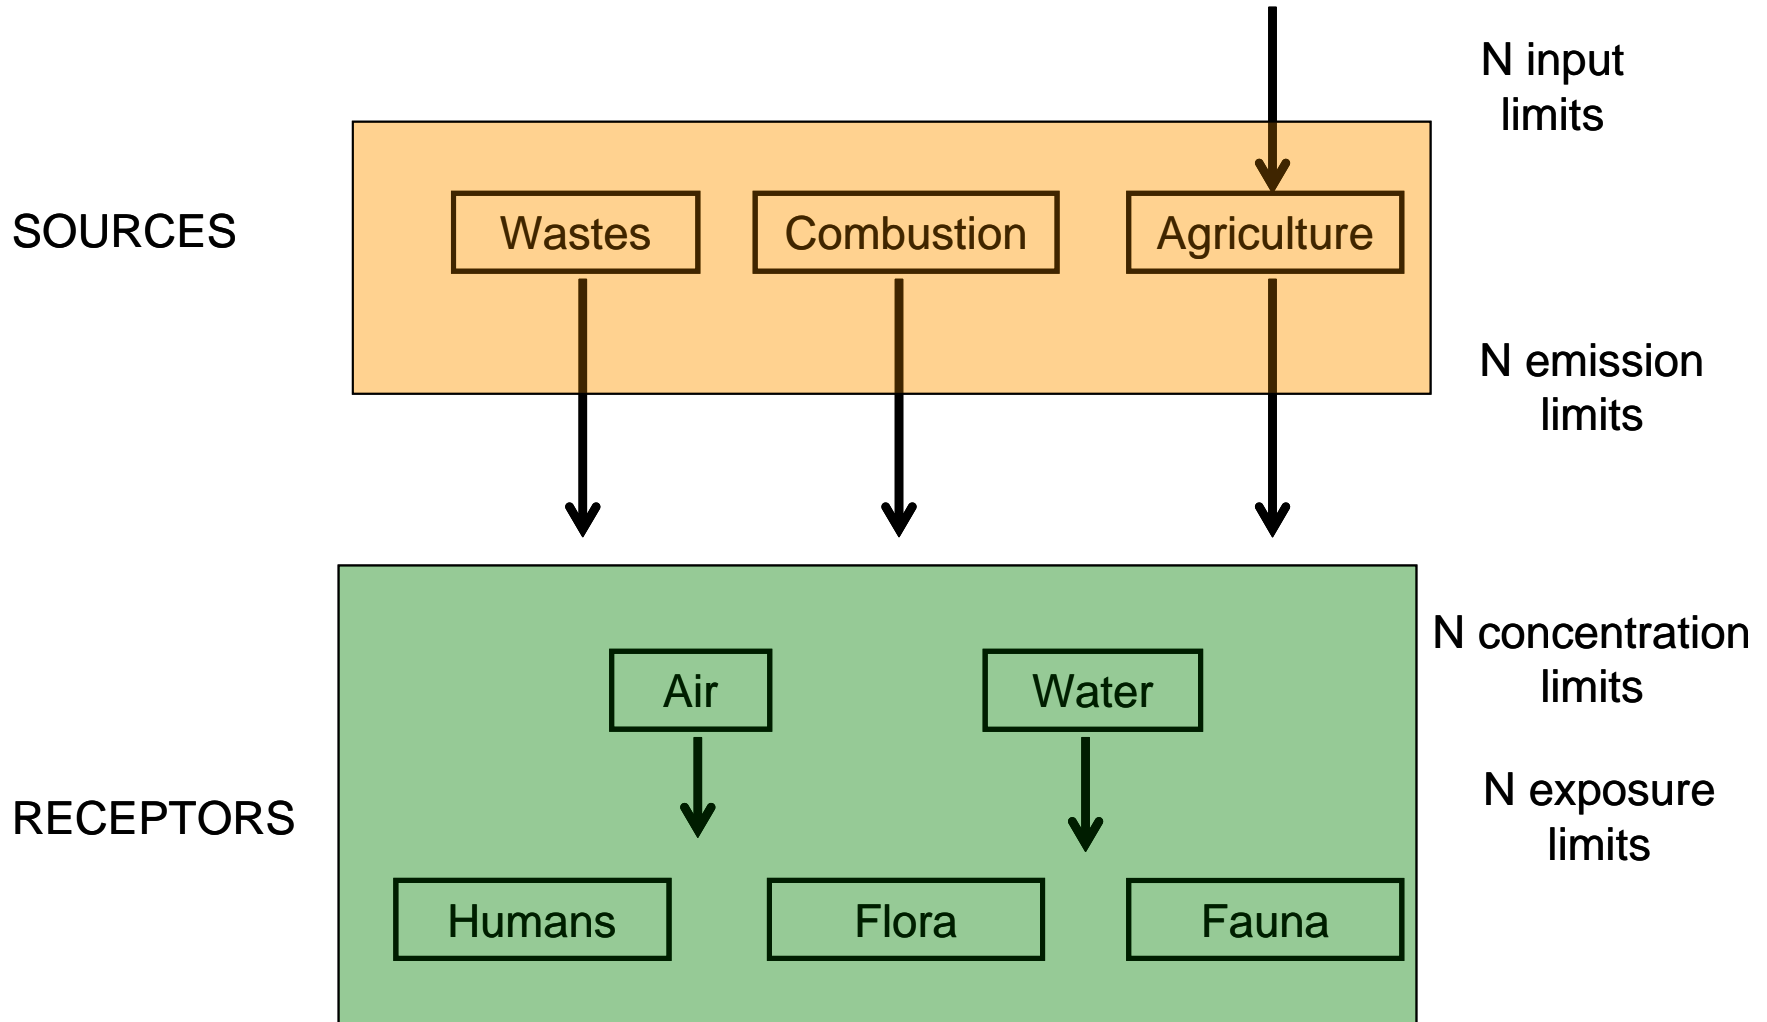 N input
limits
SOURCES
Wastes
Combustion
Agriculture
N emission
limits
N concentration
limits
Air
Water
N exposure
limits
RECEPTORS
Humans
Flora
Fauna